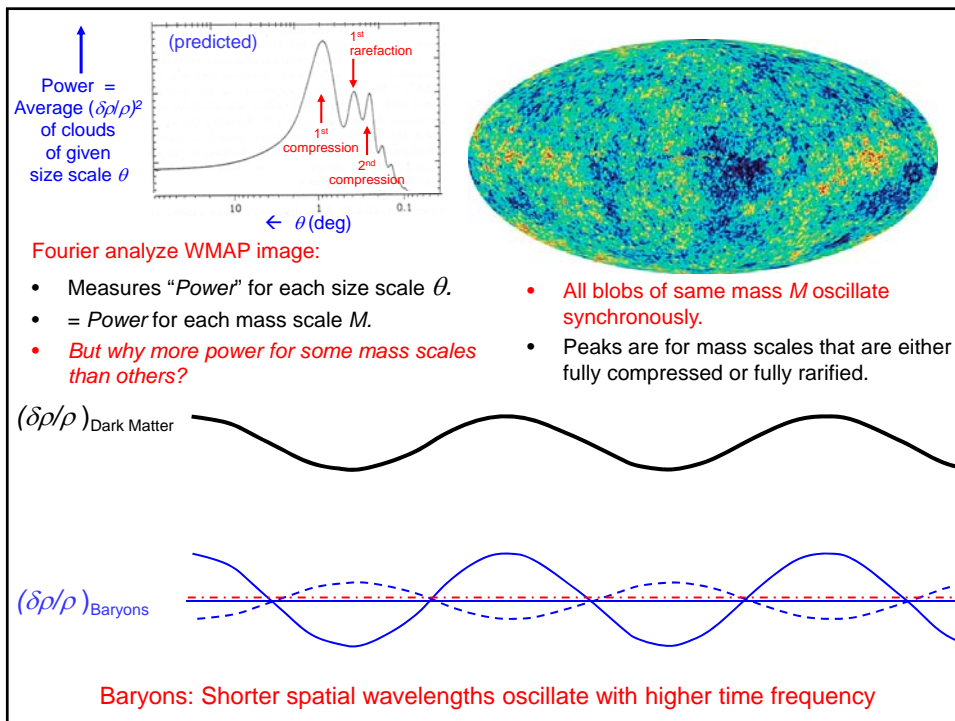 Power =
Average (δρ/ρ)²
of clouds
of given
size scale θ
(predicted)
1st
rarefaction
1st
compression
2nd
compression
10
1
0.1
← θ (deg)
Fourier analyze WMAP image:
• Measures “Power” for each size scale θ.
• = Power for each mass scale M.
• But why more power for some mass scales
than others?
• All blobs of same mass M oscillate
synchronously.
• Peaks are for mass scales that are either
fully compressed or fully rarified.
(δρ/ρ)Dark Matter
(δρ/ρ)Baryons
Baryons: Shorter spatial wavelengths oscillate with higher time frequency